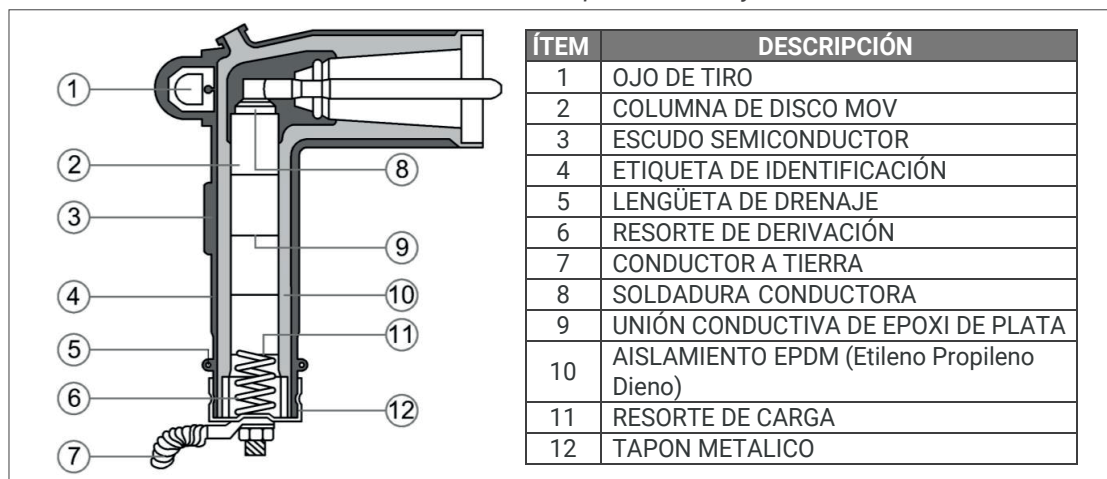 1
2
3
4
5
6
7
8
9
10
11
12
ÍTEM DESCRIPCIÓN
1 OJO DE TIRO
2 COLUMNA DE DISCO MOV
3 ESCUDO SEMICONDUCTOR
4 ETIQUETA DE IDENTIFICACIÓN
5 LENGÜETA DE DRENAJE
6 RESORTE DE DERIVACIÓN
7 CONDUCTOR A TIERRA
8 SOLDADURA CONDUCTORA
9 UNIÓN CONDUCTIVA DE EPOXI DE PLATA
10 AISLAMIENTO EPDM (Etileno Propileno
Dieno)
11 RESORTE DE CARGA
12 TAPON METALICO